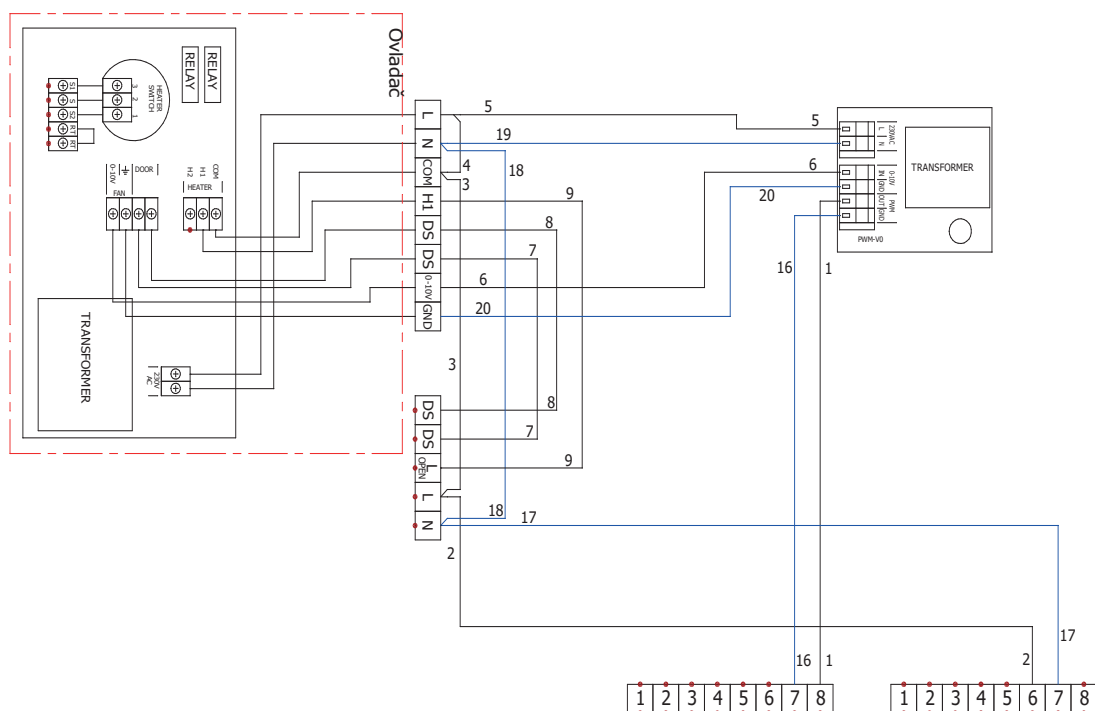 Ovladač
RELAY
RELAY
HEATER
SWITCH
3
2
1
S1
S
S2
RT
RT
0-10V
DOOR
FAN
H2
H1
COM
HEATER
TRANSFORMER
230V
AC
L
N
COM
H1
DS
DS
0-10V
GND
5
19
4
3
18
9
8
7
6
20
3
DS
DS
L
OPEN
L
N
8
7
9
18
17
2
5
6
20
16
1
230VAC
L
N
0-10V
IN
GND
PWM
OUT
GND
TRANSFORMER
PWM-V0
16
1
2
17
1 2 3 4 5 6 7 8
1 2 3 4 5 6 7 8